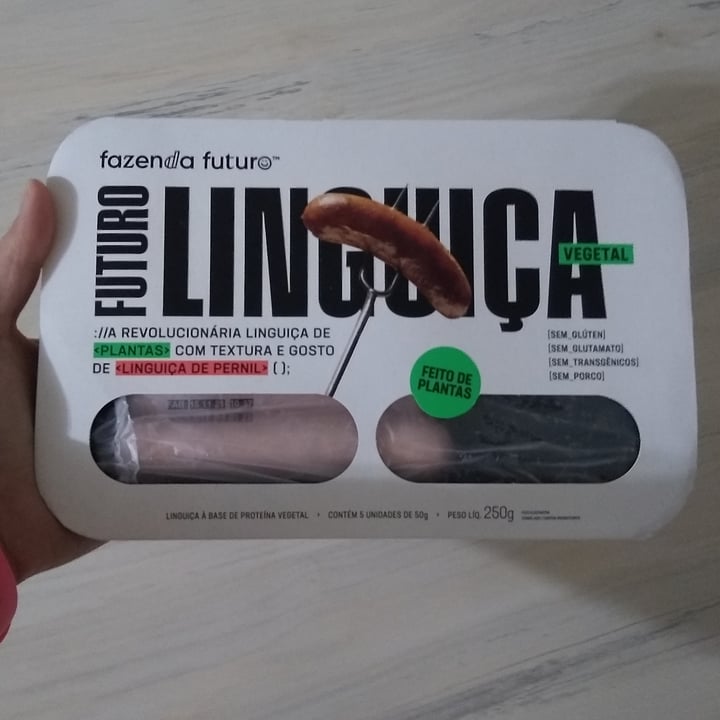 fazenda futuro™
FUTURO
LINGUIÇA
VEGETAL
://A REVOLUCIONÁRIA LINGUIÇA DE
<PLANTAS> COM TEXTURA E GOSTO
DE <LINGUIÇA DE PERNIL> ( );
[SEM_GLÚTEN]
[SEM_GLUTAMATO]
[SEM_TRANSGÊNICOS]
[SEM_PORCO]
FEITO DE
PLANTAS
LINGUIÇA À BASE DE PROTEÍNA VEGETAL • CONTÉM 5 UNIDADES DE 50g • PESO LÍQ. 250g